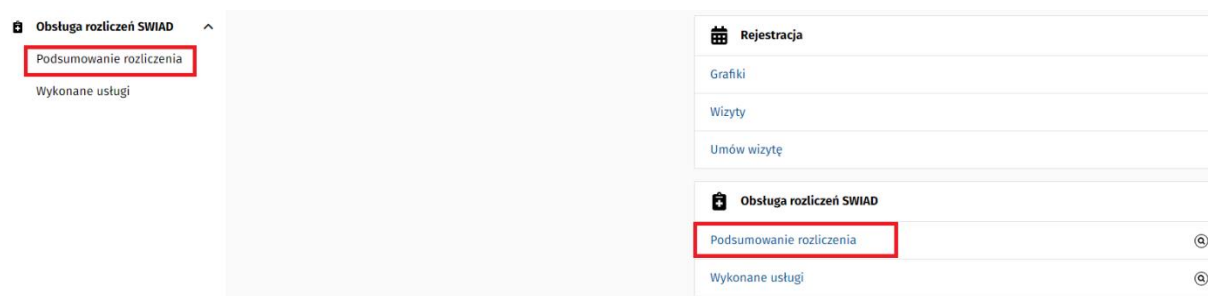 Obsługa rozliczeń SWIAD
Podsumowanie rozliczenia
Wykonane usługi
Rejestracja
Grafiki
Wizyty
Umów wizytę
Obsługa rozliczeń SWIAD
Podsumowanie rozliczenia
Wykonane usługi